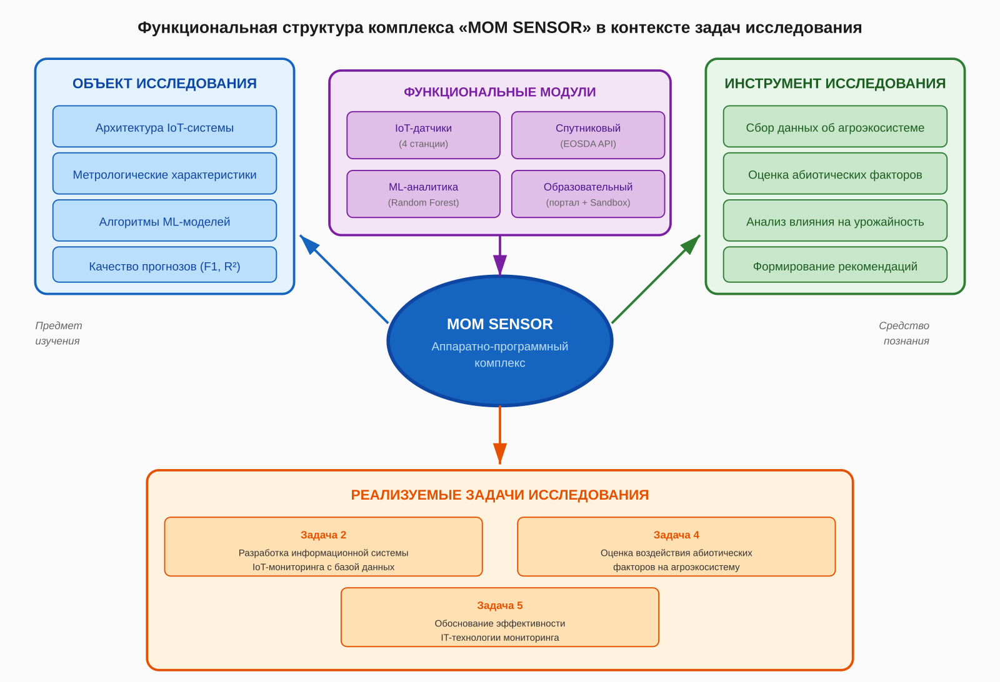 Функциональная структура комплекса «MOM SENSOR» в контексте задач исследования
ОБЪЕКТ ИССЛЕДОВАНИЯ
Архитектура IoT-системы
Метрологические характеристики
Алгоритмы ML-моделей
Качество прогнозов (F1, R²)
Предмет
изучения
ФУНКЦИОНАЛЬНЫЕ МОДУЛИ
IoT-датчики
(4 станции)
Спутниковый
(EOSDA API)
ML-аналитика
(Random Forest)
Образовательный
(портал + Sandbox)
ИНСТРУМЕНТ ИССЛЕДОВАНИЯ
Сбор данных об агроэкосистеме
Оценка абиотических факторов
Анализ влияния на урожайность
Формирование рекомендаций
Средство
познания
MOM SENSOR
Аппаратно-программный
комплекс
РЕАЛИЗУЕМЫЕ ЗАДАЧИ ИССЛЕДОВАНИЯ
Задача 2
Разработка информационной системы
IoT-мониторинга с базой данных
Задача 4
Оценка воздействия абиотических
факторов на агроэкосистему
Задача 5
Обоснование эффективности
IT-технологии мониторинга